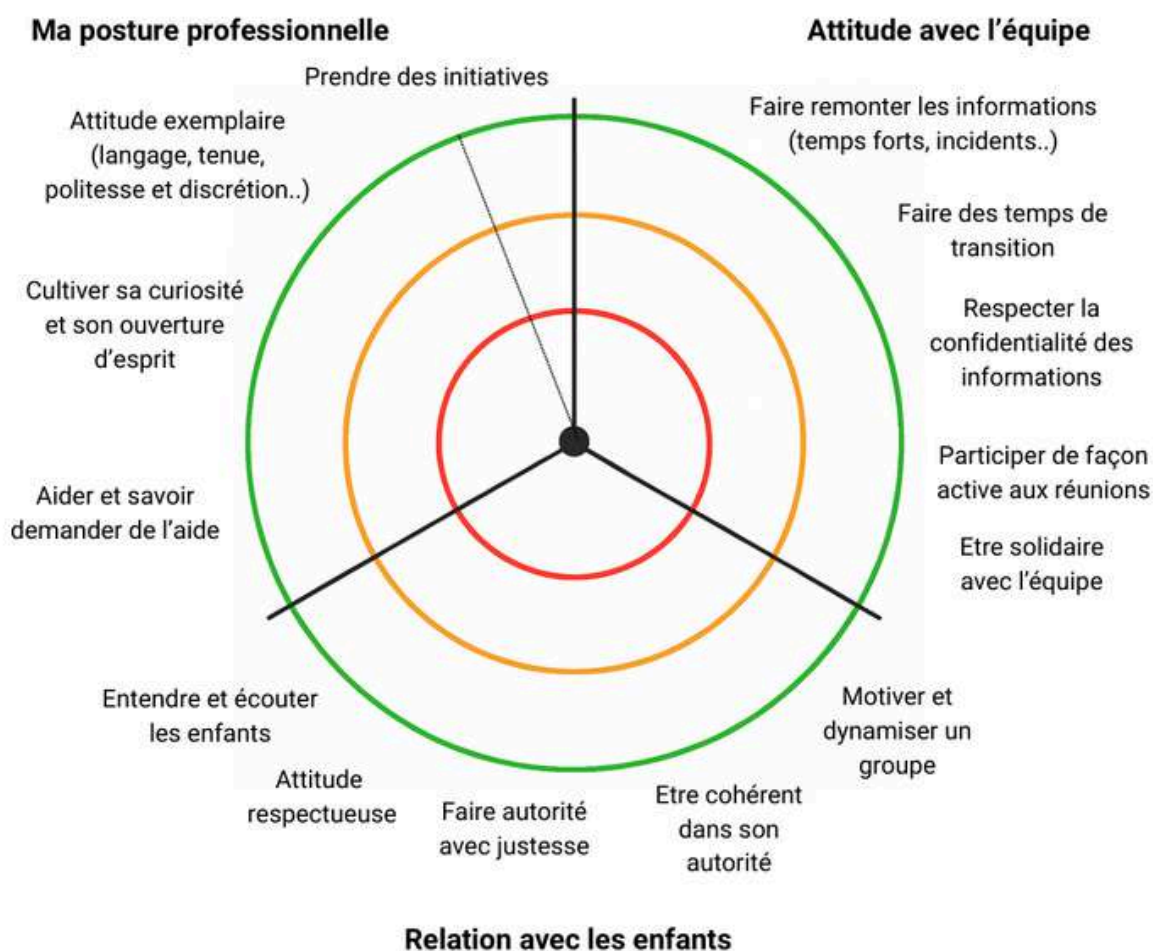 Ma posture professionnelle
Attitude avec l'équipe
Prendre des initiatives
Attitude exemplaire
(langage, tenue,
politesse et discrétion..)
Cultiver sa curiosité
et son ouverture
d'esprit
Aider et savoir
demander de l'aide
Faire remonter les informations
(temps forts, incidents..)
Faire des temps de
transition
Respecter la
confidentialité des
informations
Participer de façon
active aux réunions
Etre solidaire
avec l'équipe
Entendre et écouter
les enfants
Attitude
respectueuse
Faire autorité
avec justesse
Etre cohérent
dans son
autorité
Motiver et
dynamiser un
groupe
Relation avec les enfants